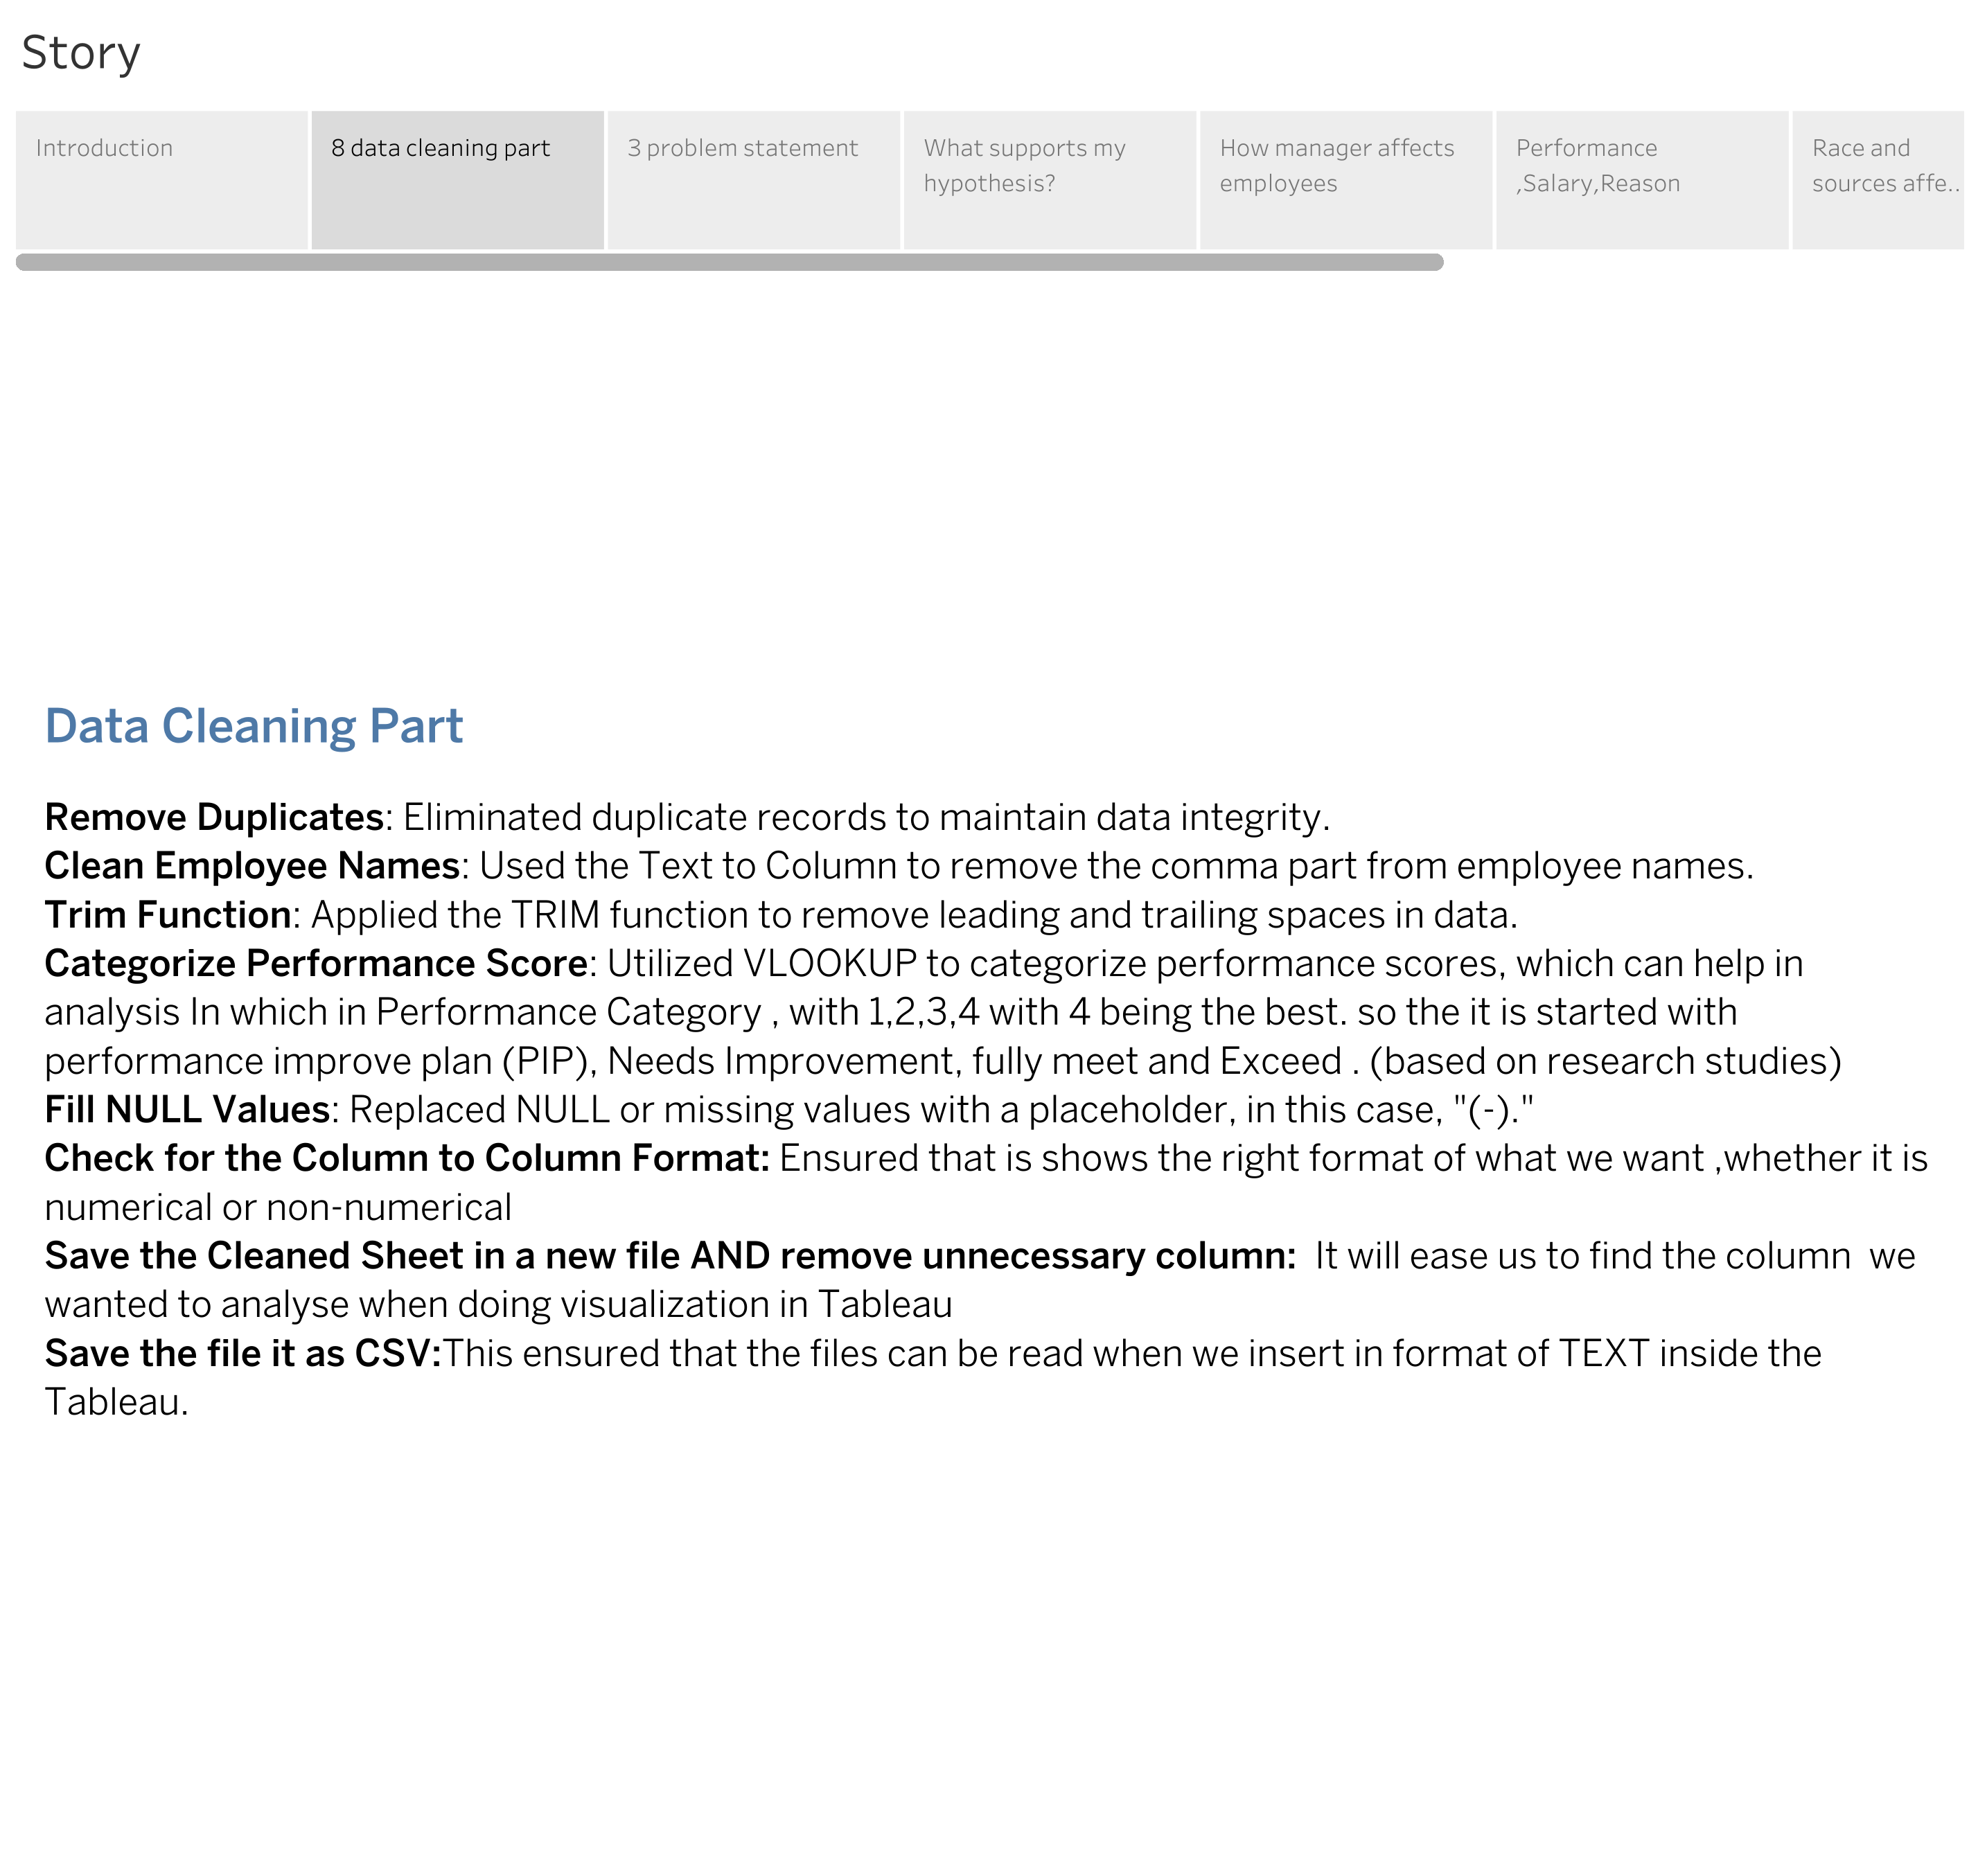 Story
Introduction
8 data cleaning part
3 problem statement
What supports my
hypothesis?
How manager affects
employees
Performance
,Salary,Reason
Race and
sources affe..
Data Cleaning Part
Remove Duplicates: Eliminated duplicate records to maintain data integrity.
Clean Employee Names: Used the Text to Column to remove the comma part from employee names.
Trim Function: Applied the TRIM function to remove leading and trailing spaces in data.
Categorize Performance Score: Utilized VLOOKUP to categorize performance scores, which can help in
analysis In which in Performance Category , with 1,2,3,4 with 4 being the best. so the it is started with
performance improve plan (PIP), Needs Improvement, fully meet and Exceed . (based on research studies)
Fill NULL Values: Replaced NULL or missing values with a placeholder, in this case, "(-)."
Check for the Column to Column Format: Ensured that is shows the right format of what we want ,whether it is
numerical or non-numerical
Save the Cleaned Sheet in a new file AND remove unnecessary column:  It will ease us to find the column  we
wanted to analyse when doing visualization in Tableau
Save the file it as CSV:This ensured that the files can be read when we insert in format of TEXT inside the
Tableau.